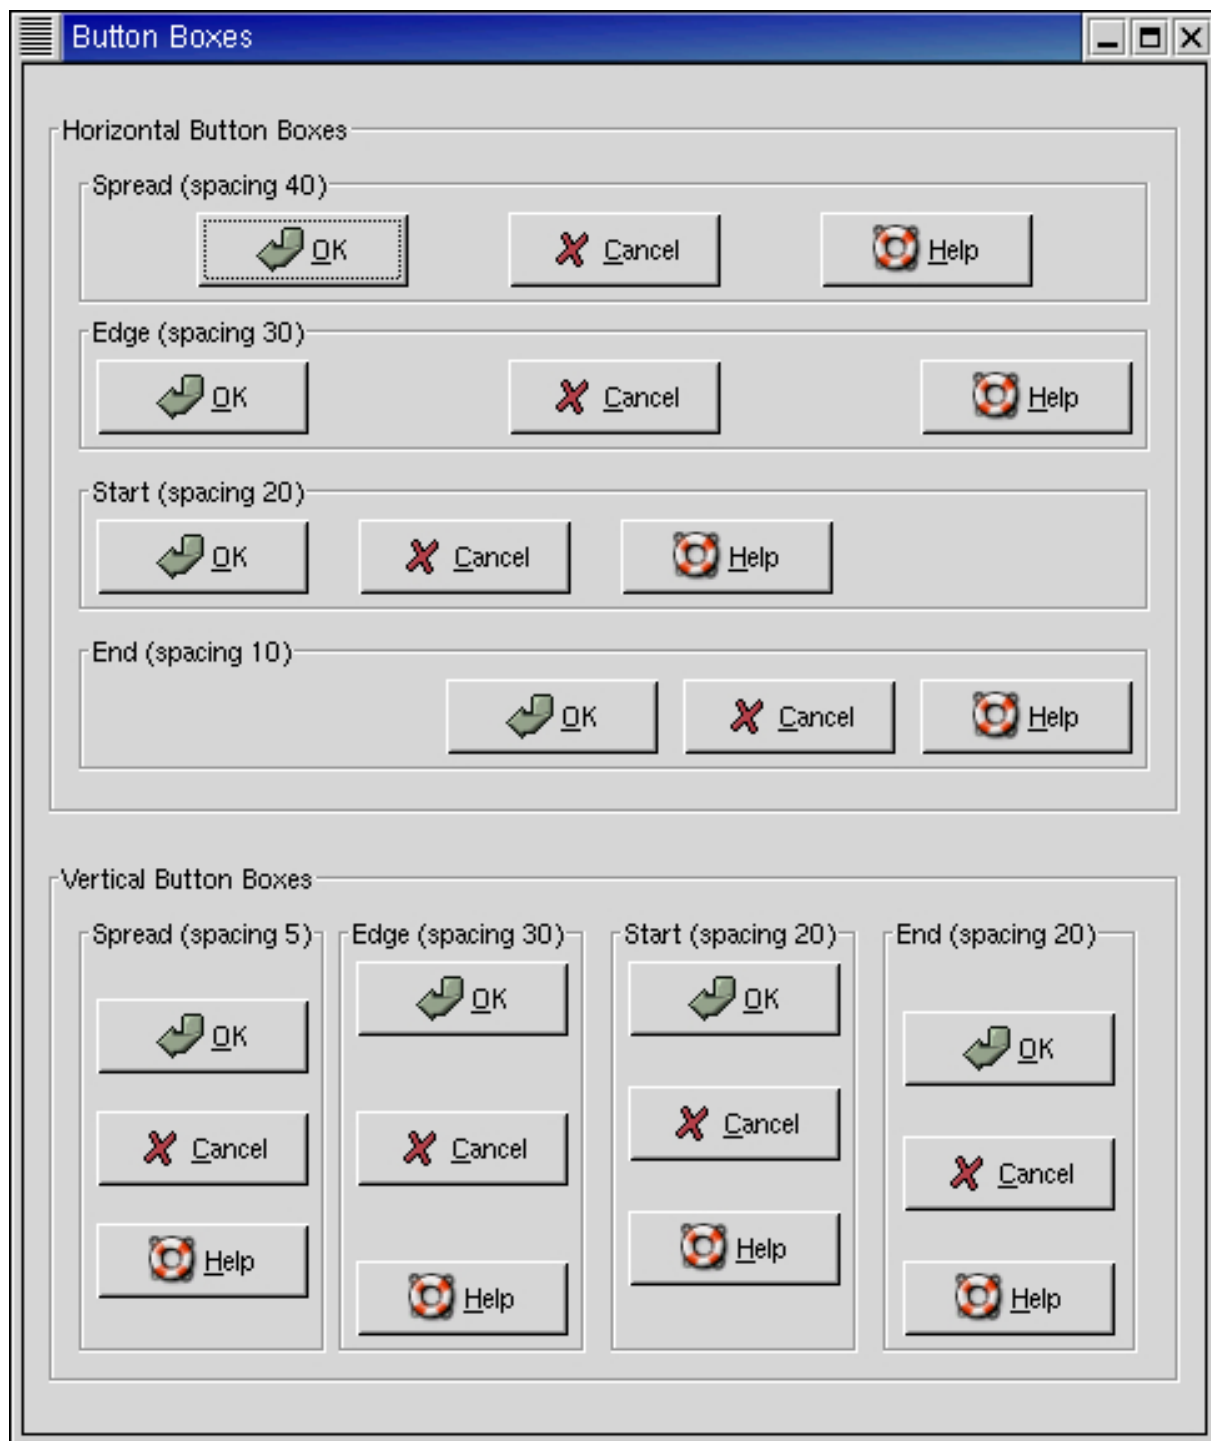 Button Boxes
Horizontal Button Boxes
Spread (spacing 40)
OK Cancel Help
Edge (spacing 30)
OK Cancel Help
Start (spacing 20)
OK Cancel Help
End (spacing 10)
OK Cancel Help
Vertical Button Boxes
Spread (spacing 5)
OK
Cancel
Help
Edge (spacing 30)
OK
Cancel
Help
Start (spacing 20)
OK
Cancel
Help
End (spacing 20)
OK
Cancel
Help